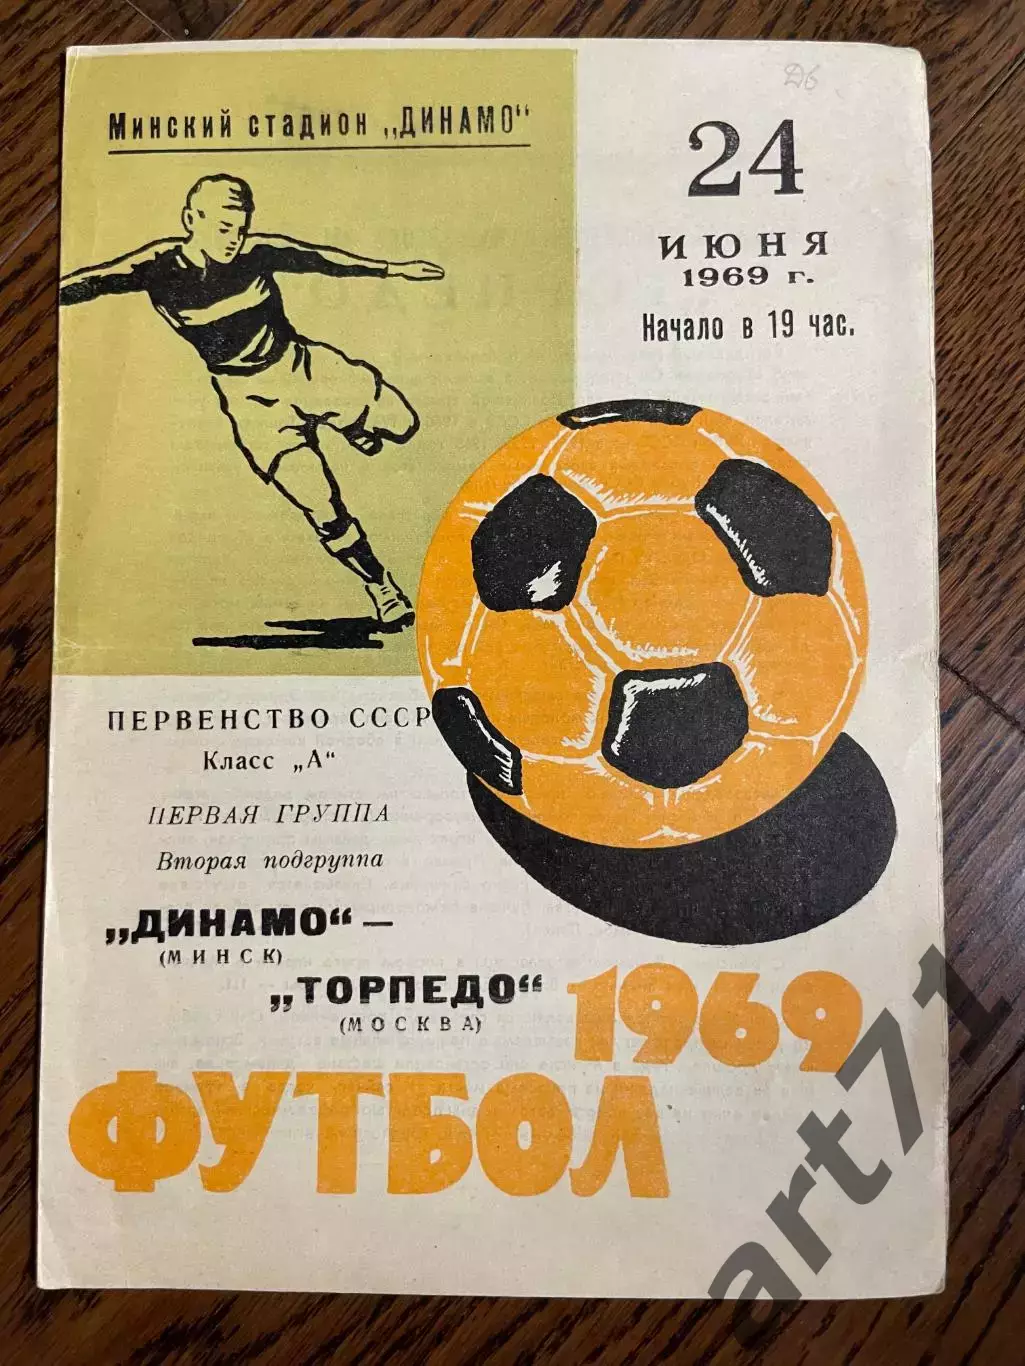 Минский стадион „ДИНАМО“
24
ИЮНЯ
1969 г.
Начало в 19 час.
ПЕРВЕНСТВО СССР
Класс „А“
ПЕРВАЯ ГРУППА
Вторая подгруппа
„ДИНАМО“ —
(МИНСК)
„ТОРПЕДО“
(МОСКВА)
1969
ФУТБОЛ
art71